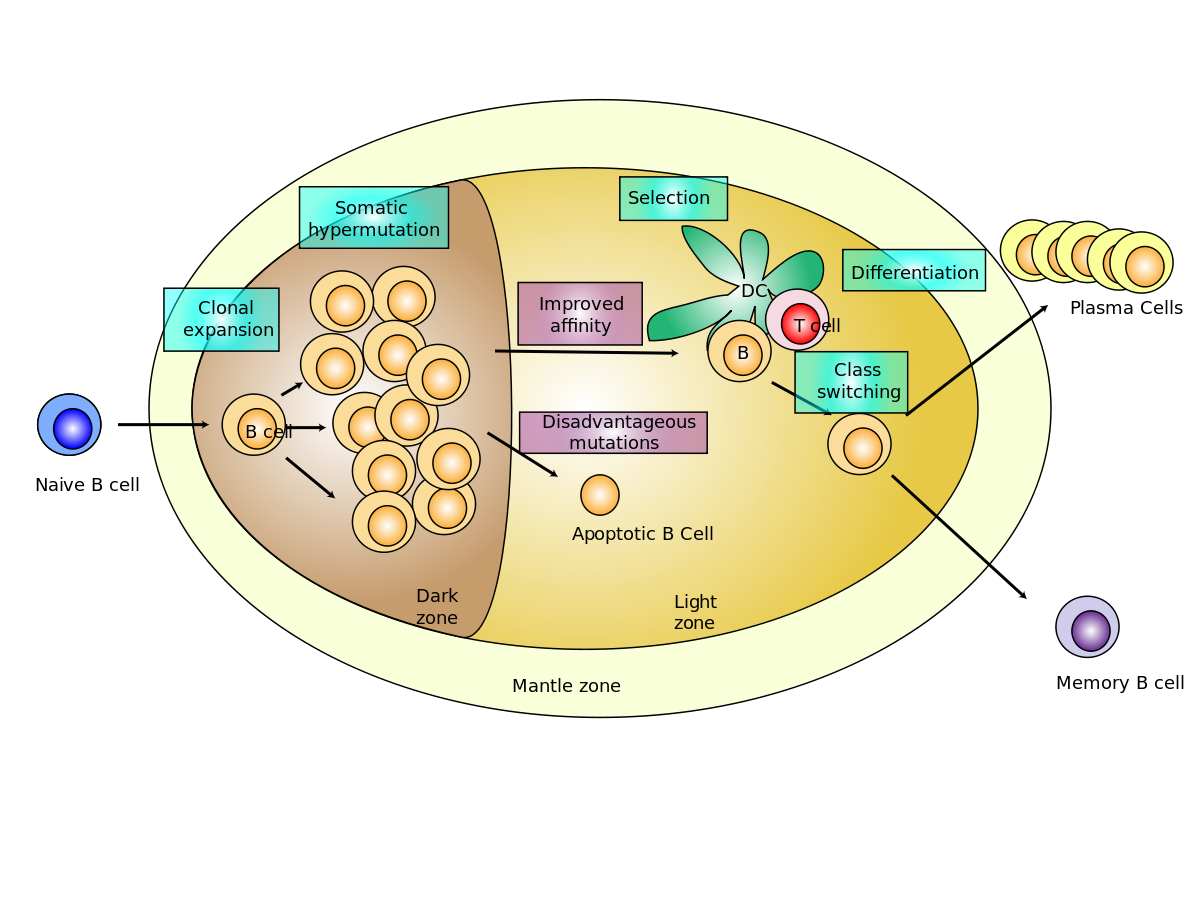 Somatic
hypermutation
Selection
Differentiation
Clonal
expansion
Improved
affinity
DC
T cell
Plasma Cells
B
Class
switching
B cell
Disadvantageous
mutations
Naive B cell
Apoptotic B Cell
Dark
zone
Light
zone
Mantle zone
Memory B cell